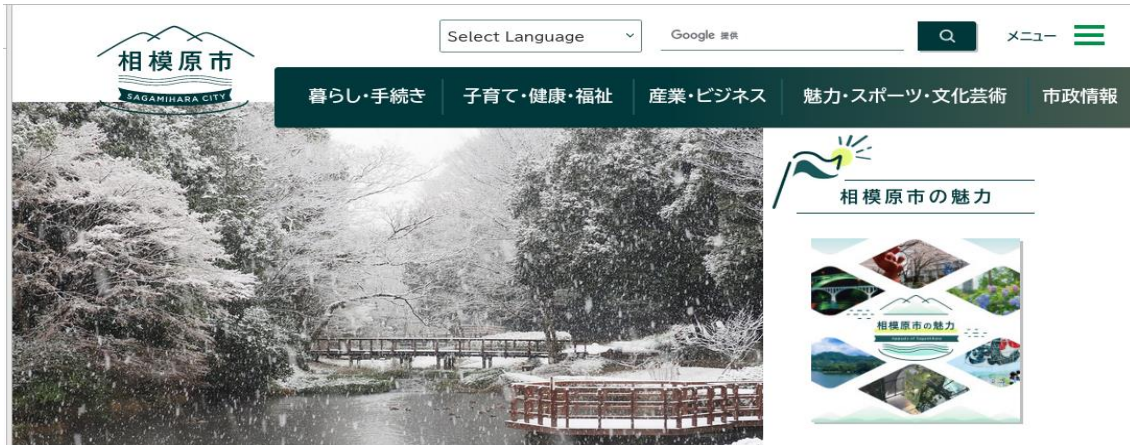 相模原市
SAGAMIHARA CITY
Select Language
Google 提供
メニュー
暮らし・手続き
子育て・健康・福祉
産業・ビジネス
魅力・スポーツ・文化芸術
市政情報
相模原市の魅力
相模原市の魅力